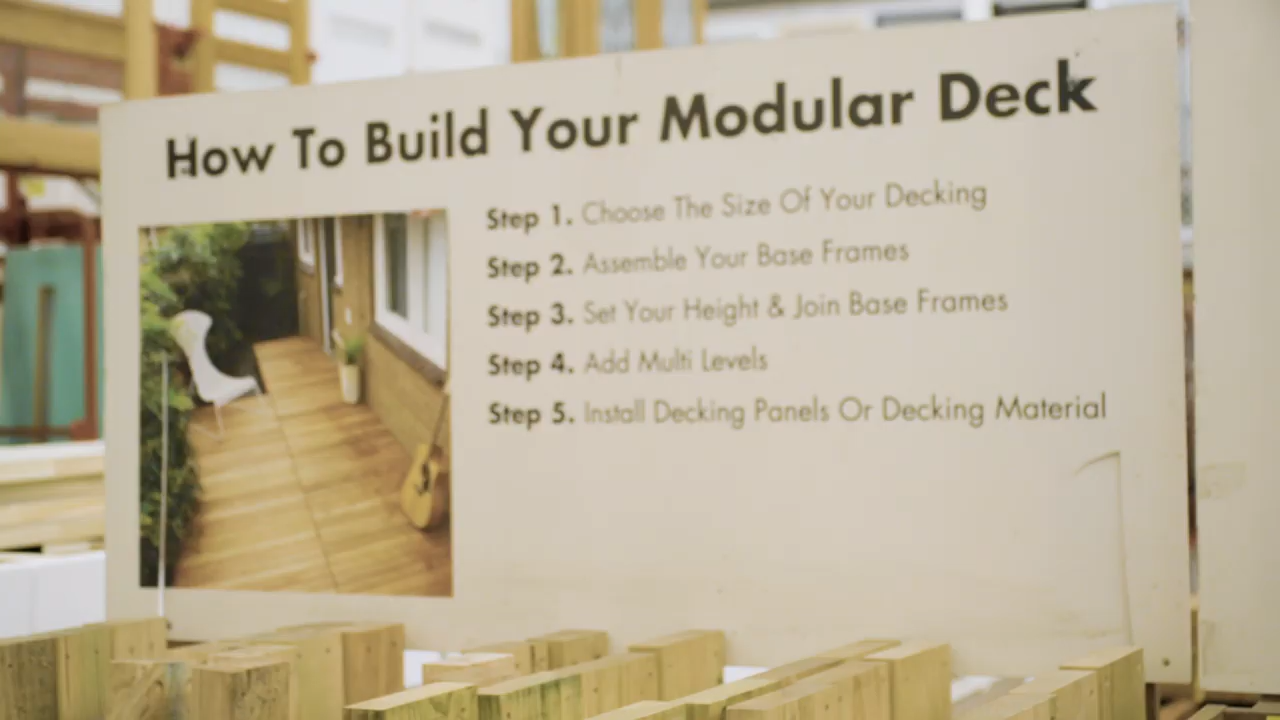 How To Build Your Modular Deck
Step 1. Choose The Size Of Your Decking
Step 2. Assemble Your Base Frames
Step 3. Set Your Height & Join Base Frames
Step 4. Add Multi Levels
Step 5. Install Decking Panels Or Decking Material